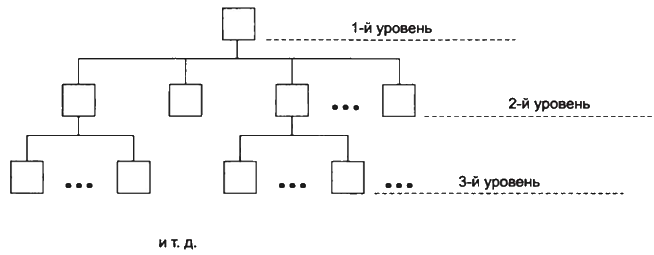 1-й уровень
2-й уровень
3-й уровень
и т. д.